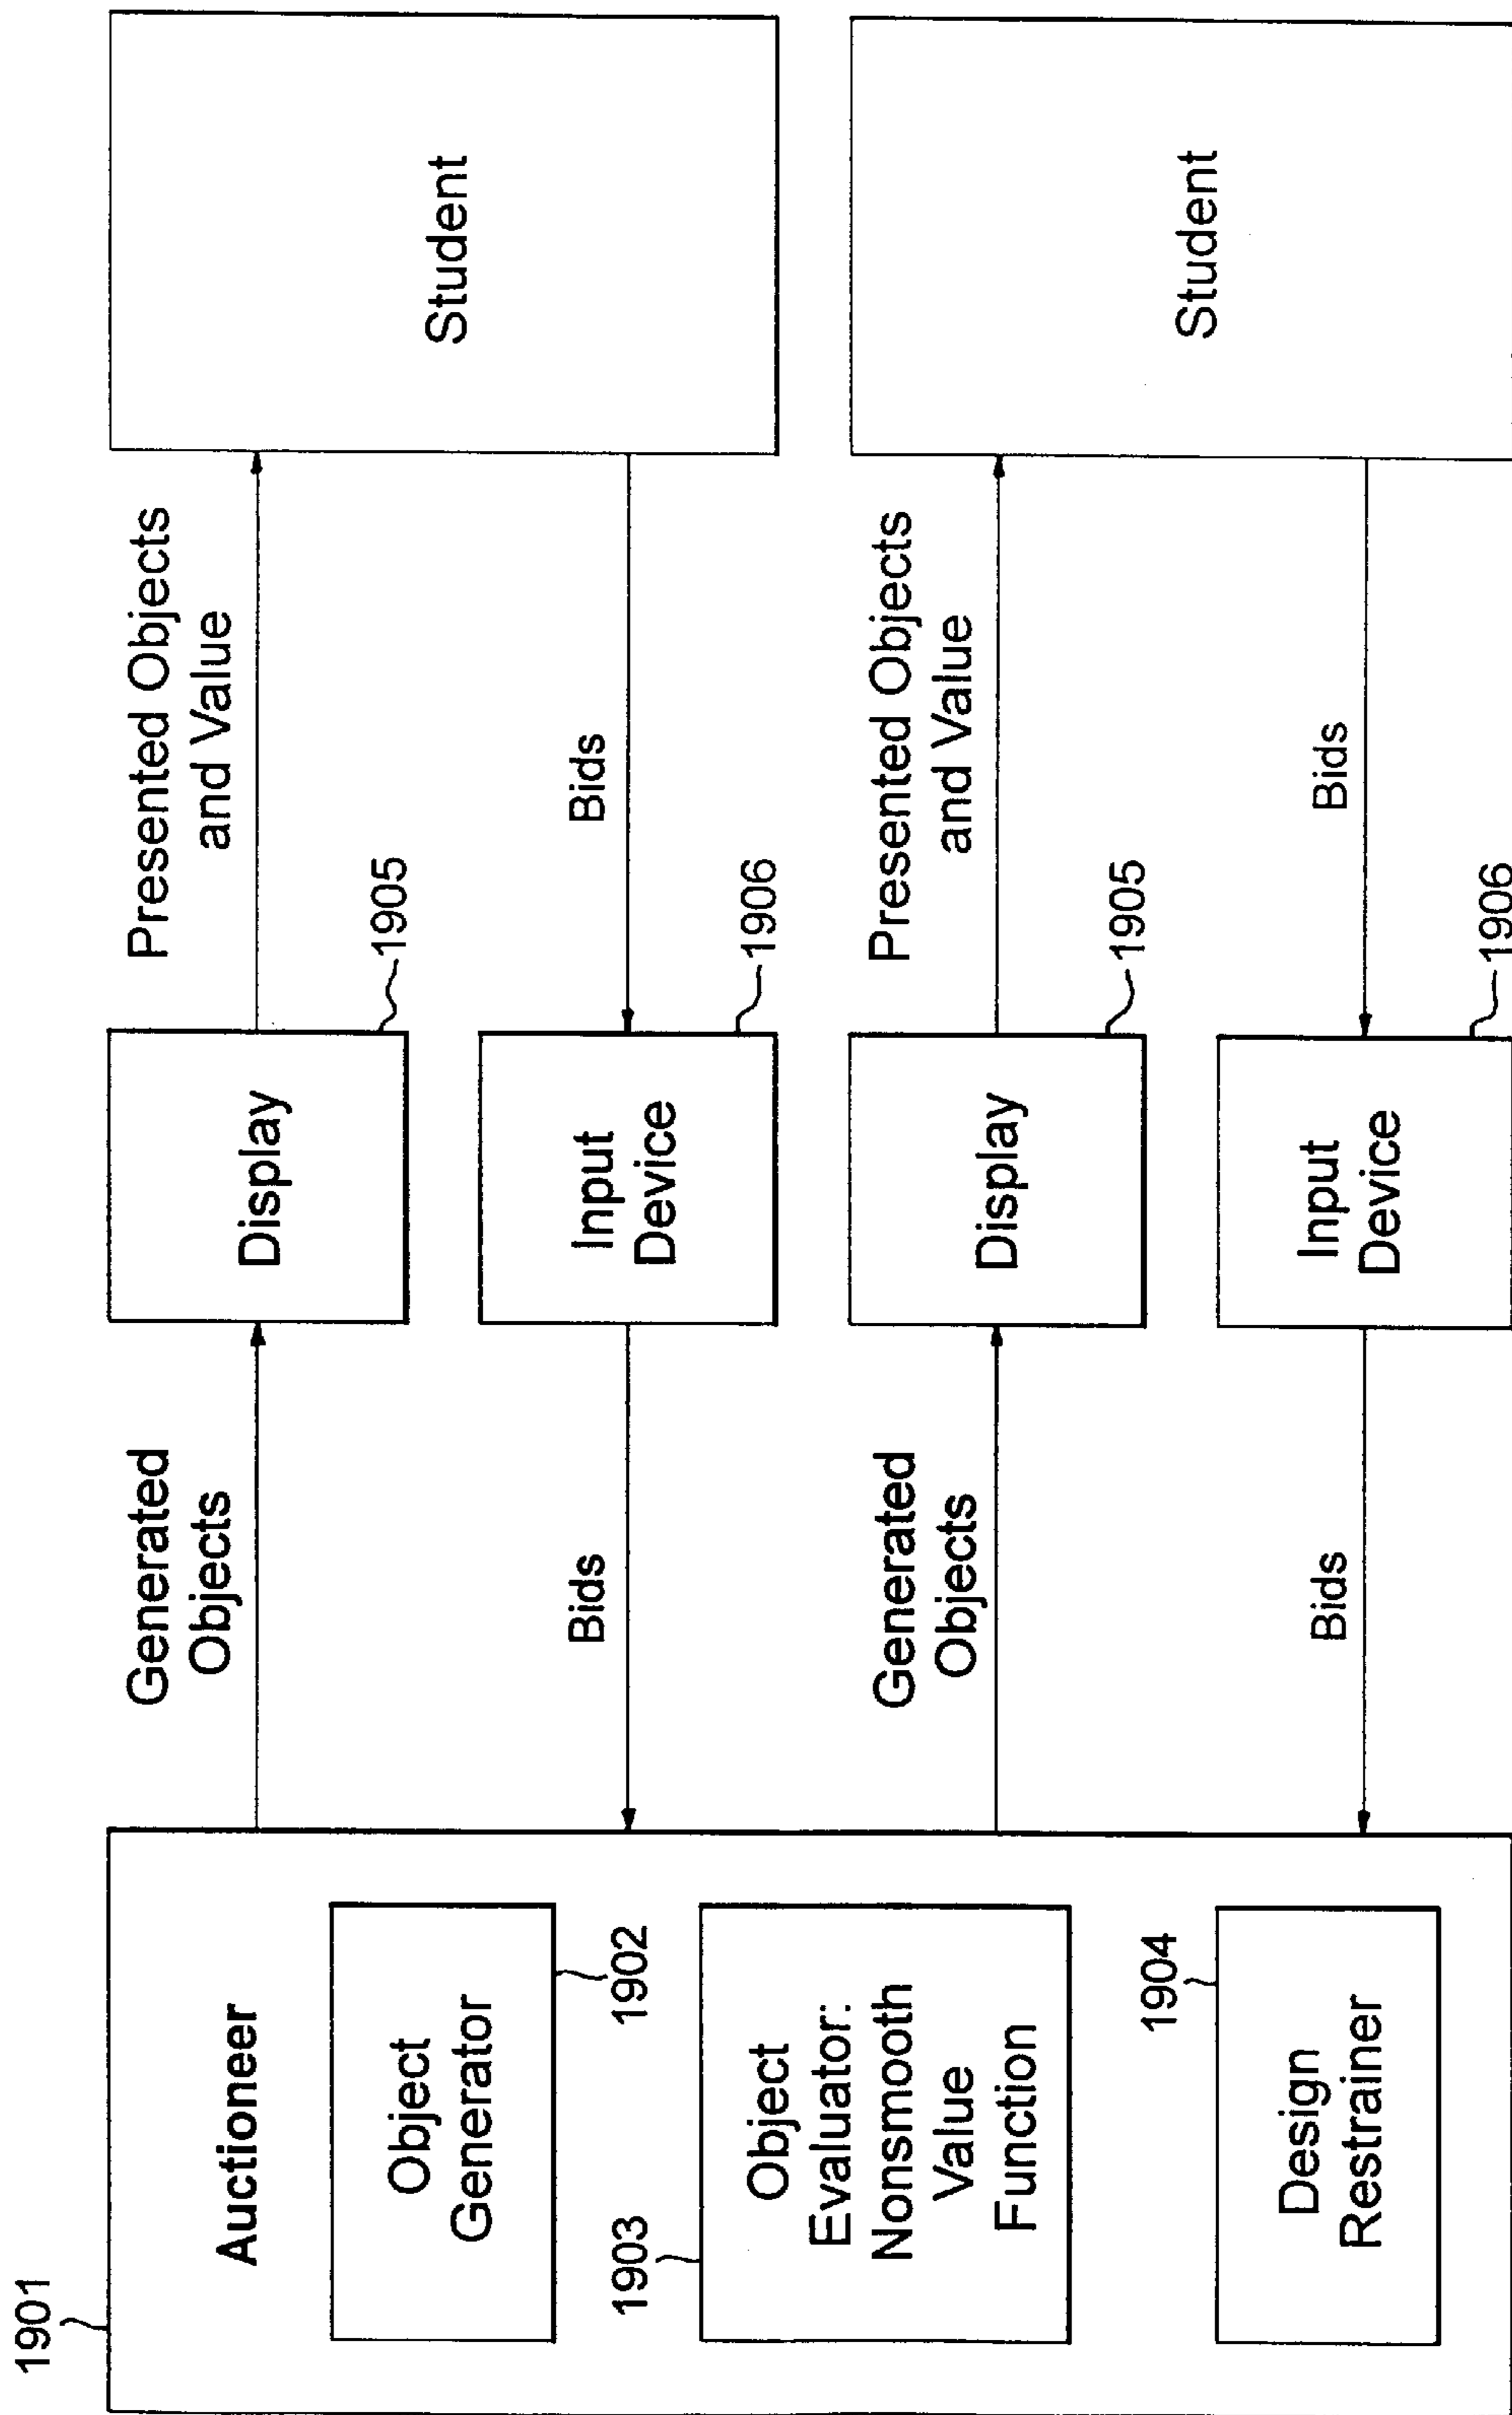 1901
Auctioneer
Object
Generator
1902
1903
Object
Evaluator:
Nonsmooth
Value
Function
1904
Design
Restrainer
Generated
Objects
Bids
Generated
Objects
Bids
Display
1905
Input
Device
1906
Display
1905
Input
Device
1906
Presented Objects
and Value
Bids
Presented Objects
and Value
Bids
Student
Student